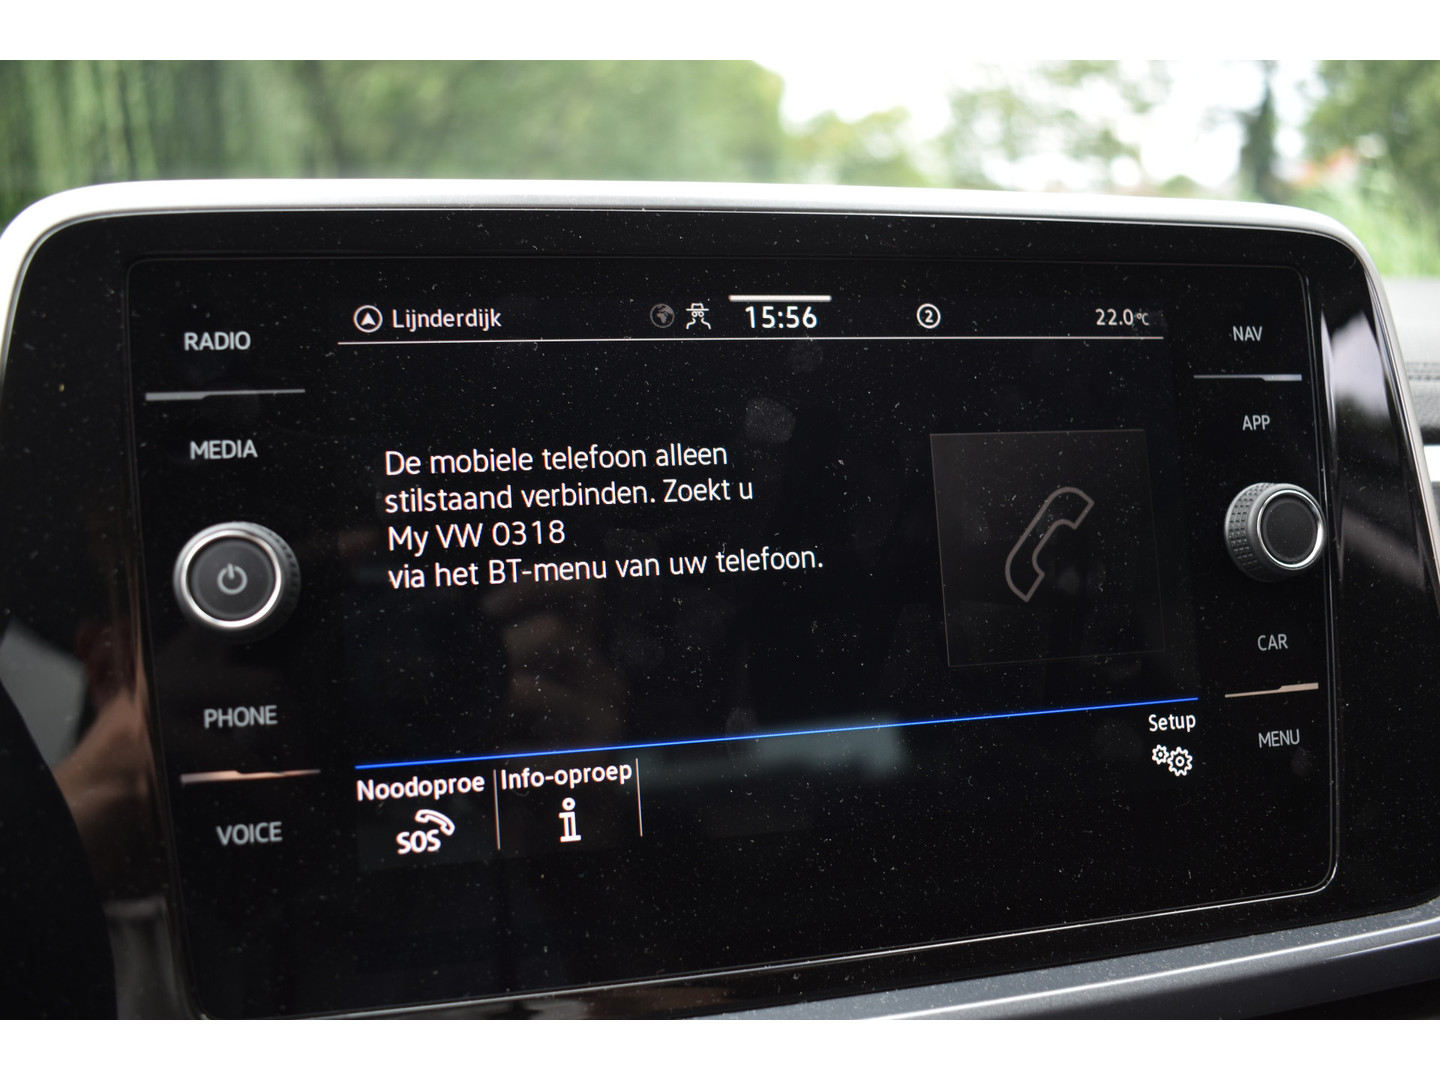 Lijnderdijk 15:56 2 22.0°C
RADIO
MEDIA
PHONE
VOICE
De mobiele telefoon alleen
stilstaand verbinden. Zoekt u
My VW 0318
via het BT-menu van uw telefoon.
Noodoproe
SOS
Info-oproep
i
Setup
NAV
APP
CAR
MENU